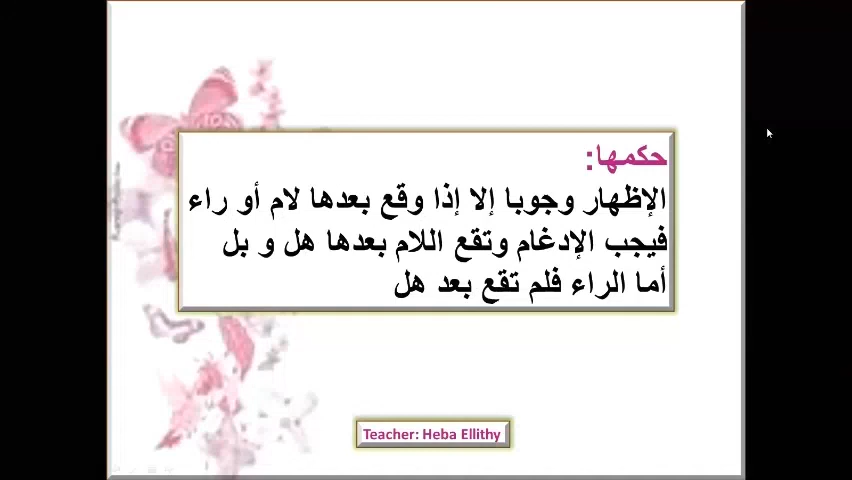 حكمها:
الإظهار وجوبا إلا إذا وقع بعدها لام أو راء
فيجب الإدغام وتقع اللام بعدها هل و بل
أما الراء فلم تقع بعد هل
Teacher: Heba Ellithy